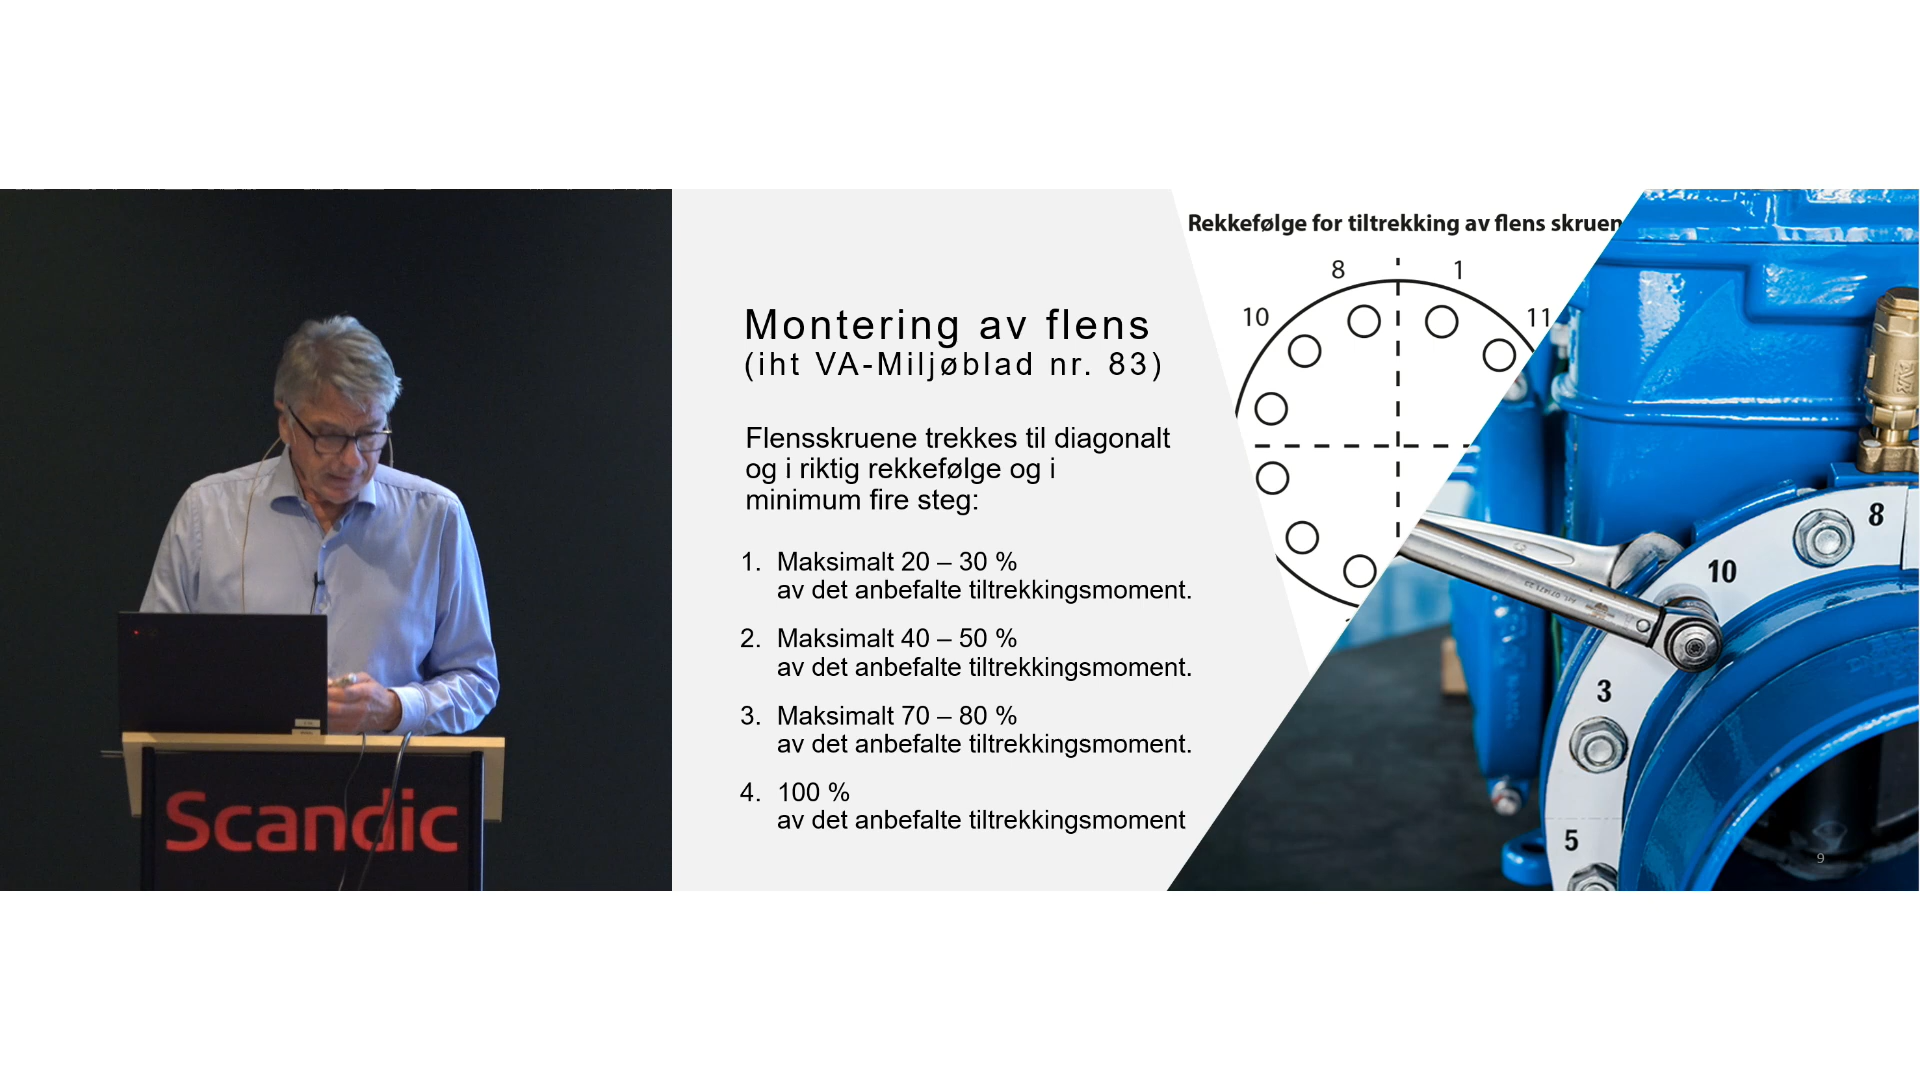 Scandic
Montering av flens
(iht VA-Miljøblad nr. 83)
Flensskruene trekkes til diagonalt
og i riktig rekkefølge og i
minimum fire steg:
1. Maksimalt 20 – 30 %
av det anbefalte tiltrekkingsmoment.
2. Maksimalt 40 – 50 %
av det anbefalte tiltrekkingsmoment.
3. Maksimalt 70 – 80 %
av det anbefalte tiltrekkingsmoment.
4. 100 %
av det anbefalte tiltrekkingsmoment
Rekkefølge for tiltrekking av flens skruen
8
1
10
11
8
10
3
5
9